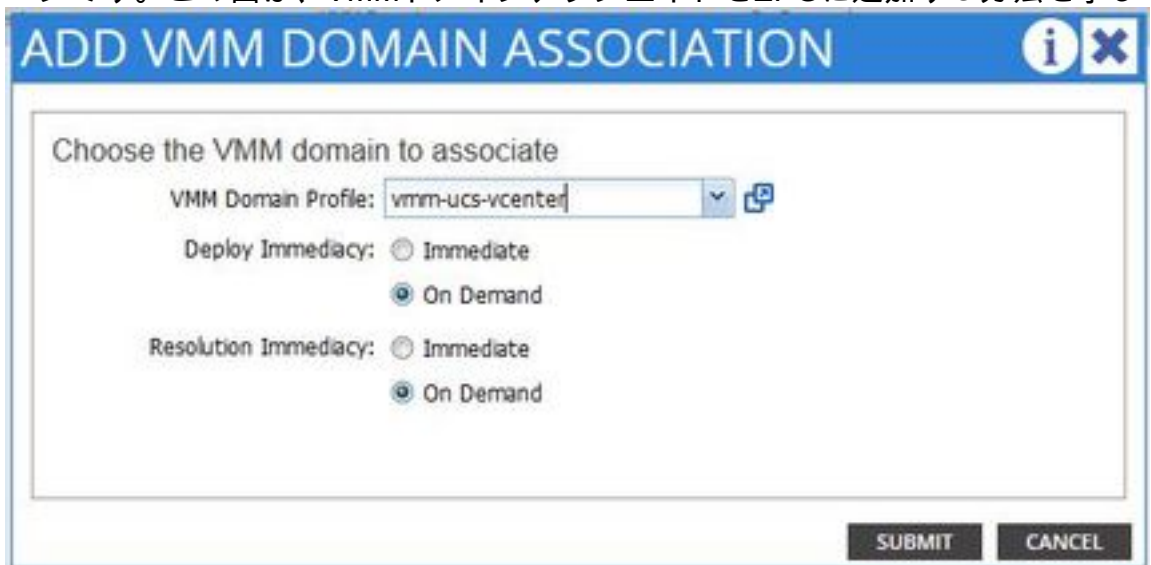 ADD VMM DOMAIN ASSOCIATION
i
Choose the VMM domain to associate
VMM Domain Profile: vmm-ucs-vcenter
Deploy Immediacy: Immediate
On Demand
Resolution Immediacy: Immediate
On Demand
SUBMIT CANCEL